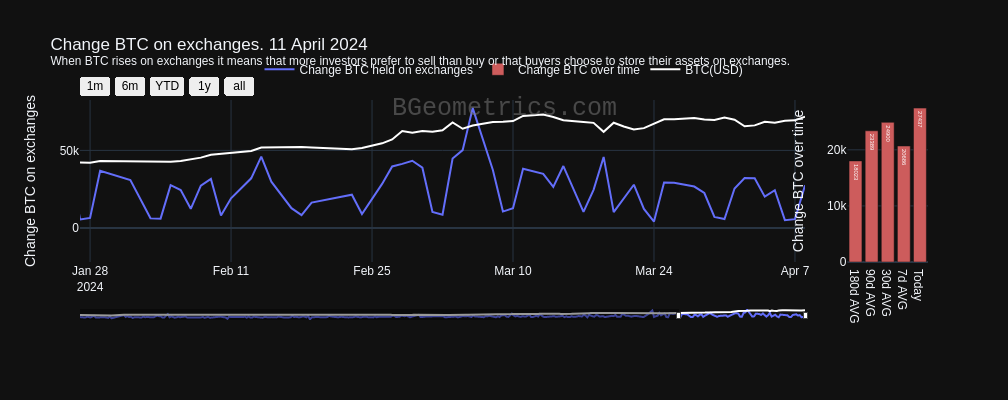 Change BTC on exchanges. 11 April 2024
When BTC rises on exchanges it means that more investors prefer to sell than buy or that buyers choose to store their assets on exchanges.
Change BTC held on exchanges
Change BTC over time
BTC(USD)
1m
6m
YTD
1y
all
BGeometrics.com
Change BTC on exchanges
50k
0
Jan 28
2024
Feb 11
Feb 25
Mar 10
Mar 24
Apr 7
Change BTC over time
20k
10k
0
180d AVG
90d AVG
30d AVG
7d AVG
Today